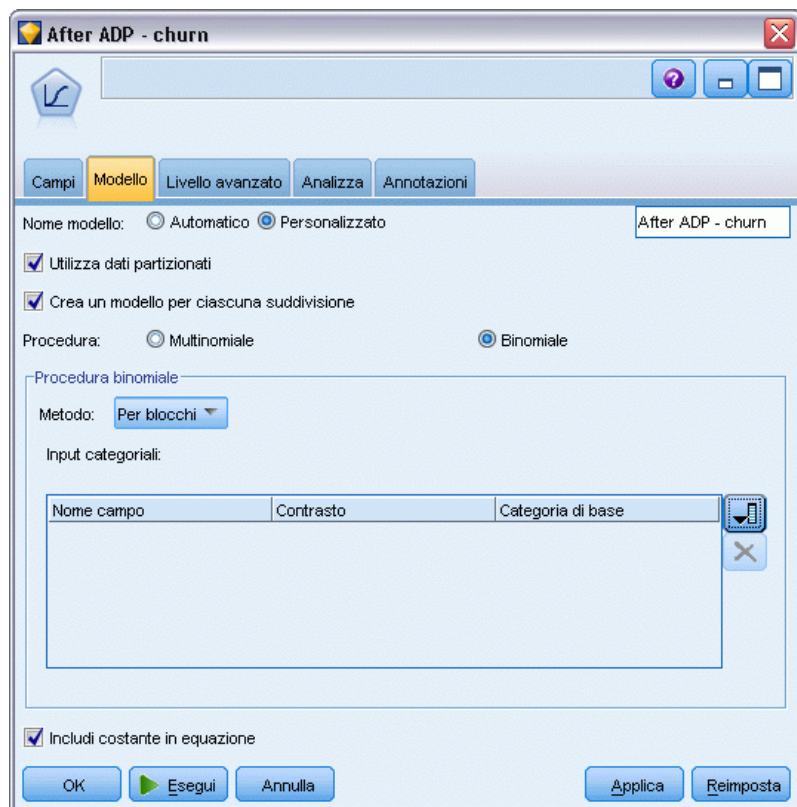 After ADP - churn
Campi Modello Livello avanzato Analizza Annotazioni
Nome modello: Automatico Personalizzato After ADP - churn
Utilizza dati partizionati
Crea un modello per ciascuna suddivisione
Procedura: Multinomiale Binomiale
Procedura binomiale
Metodo: Per blocchi
Input categoriali:
Nome campo Contrasto Categoria di base
Includi costante in equazione
OK Esegui Annulla Applica Reimposta